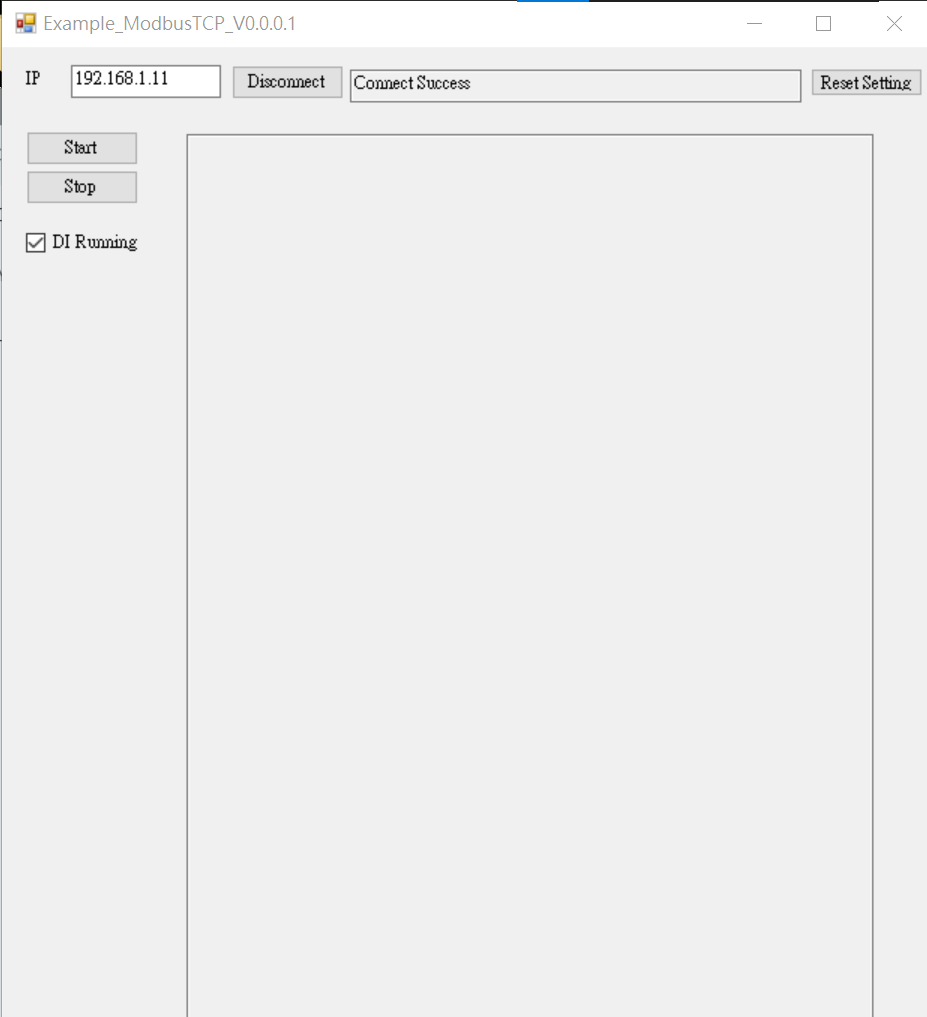 Example_ModbusTCP_V0.0.0.1
IP 192.168.1.11 Disconnect Connect Success Reset Setting
Start
Stop
DI Running